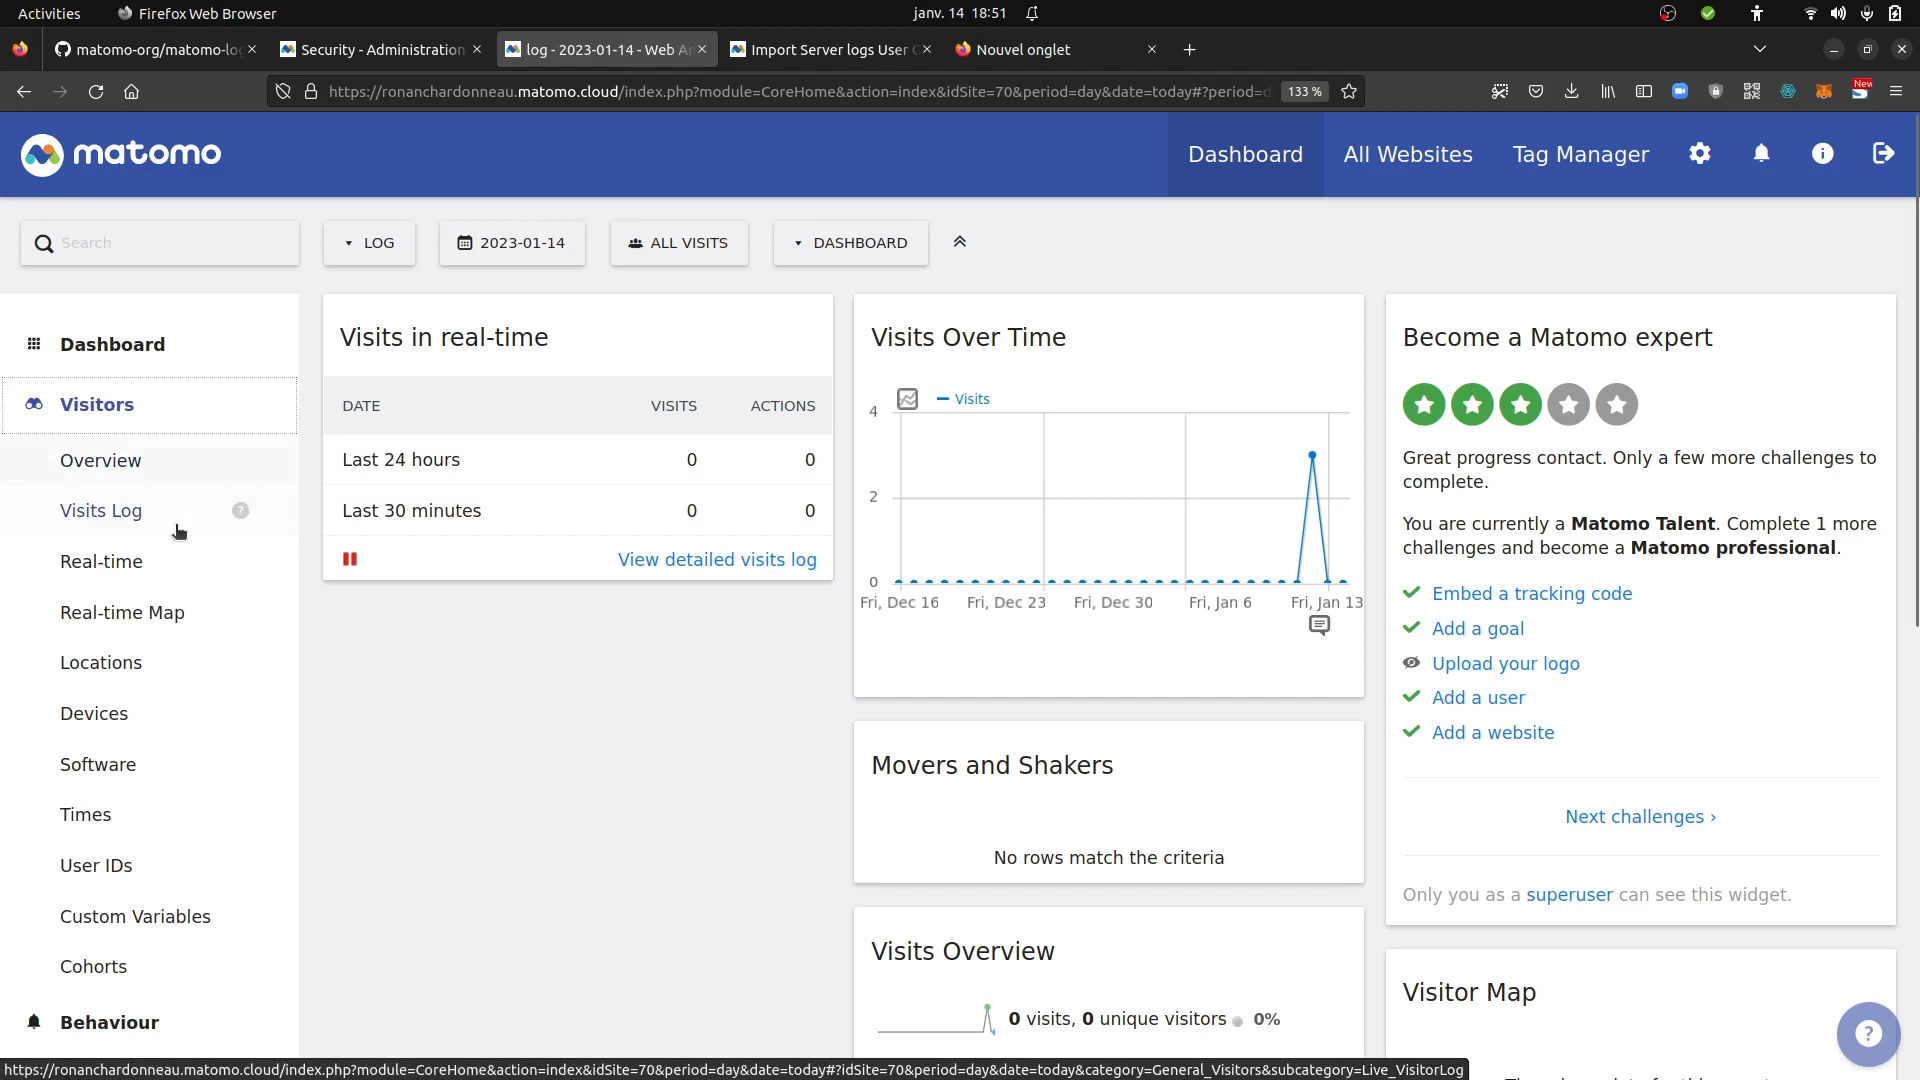 Activities Firefox Web Browser janv. 14 18:51
matomo-org/matomo-log Security - Administration log - 2023-01-14 - Web An Import Server logs User Nouvel onglet
https://ronanchardonneau.matomo.cloud/index.php?module=CoreHome&action=index&idSite=70&period=day&date=today#?period=d 133 % New
matomo Dashboard All Websites Tag Manager
Search LOG 2023-01-14 ALL VISITS DASHBOARD
Dashboard
Visitors
Overview
Visits Log ?
Real-time
Real-time Map
Locations
Devices
Software
Times
User IDs
Custom Variables
Cohorts
Behaviour
Visits in real-time
DATE VISITS ACTIONS
Last 24 hours 0 0
Last 30 minutes 0 0
View detailed visits log
Visits Over Time
Visits
4
2
0
Fri, Dec 16 Fri, Dec 23 Fri, Dec 30 Fri, Jan 6 Fri, Jan 13
Movers and Shakers
No rows match the criteria
Visits Overview
0 visits, 0 unique visitors 0%
Become a Matomo expert
Great progress contact. Only a few more challenges to
complete.
You are currently a Matomo Talent. Complete 1 more
challenges and become a Matomo professional.
Embed a tracking code
Add a goal
Upload your logo
Add a user
Add a website
Next challenges ›
Only you as a superuser can see this widget.
Visitor Map
?
https://ronanchardonneau.matomo.cloud/index.php?module=CoreHome&action=index&idSite=70&period=day&date=today#?idSite=70&period=day&date=today&category=General_Visitors&subcategory=Live_VisitorLog